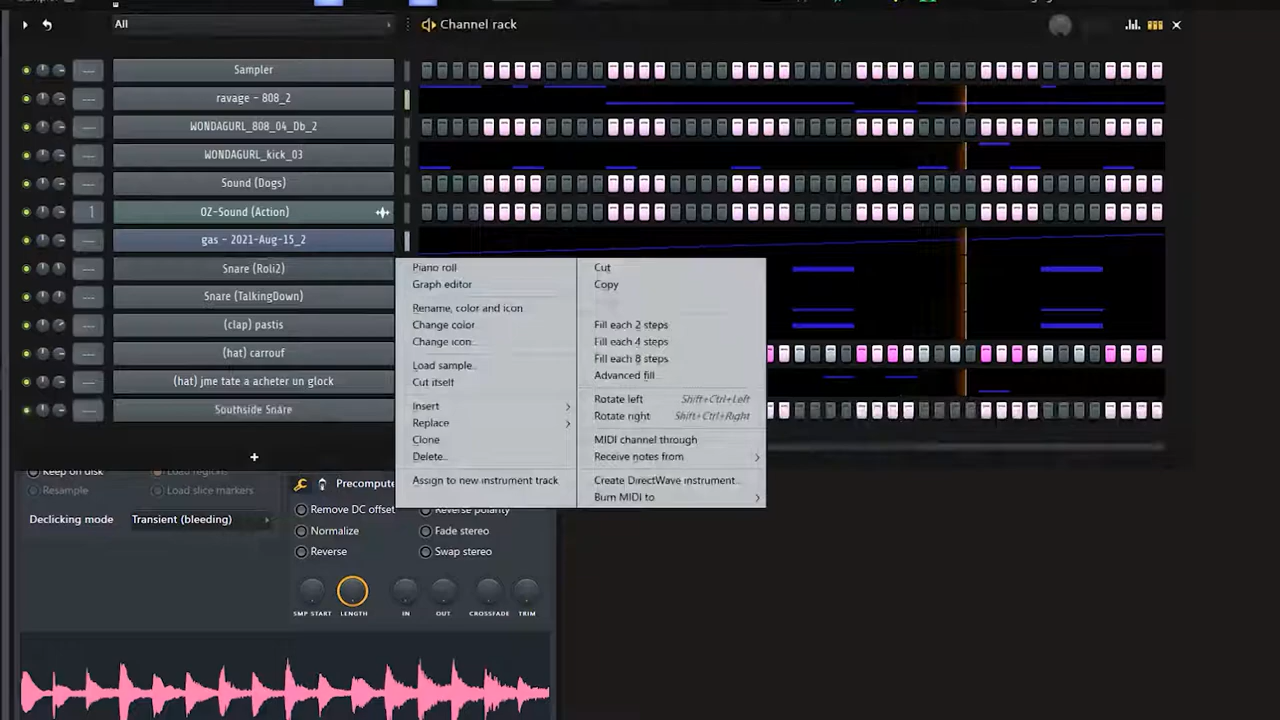 All
Channel rack
Sampler
ravage - 808_2
WONDAGURL_808_04_Db_2
WONDAGURL_kick_03
Sound (Dogs)
1
OZ-Sound (Action)
gas - 2021-Aug-15_2
Snare (Roli2)
Snare (TalkingDown)
(clap) pastis
(hat) carrouf
(hat) jme tate a acheter un glock
Southside Snare
Piano roll
Graph editor
Rename, color and icon
Change color
Change icon...
Load sample...
Cut itself
Insert
Replace
Clone
Delete...
Assign to new instrument track
Cut
Copy
Fill each 2 steps
Fill each 4 steps
Fill each 8 steps
Advanced fill...
Rotate left Shift+Ctrl+Left
Rotate right Shift+Ctrl+Right
MIDI channel through
Receive notes from
Create DirectWave instrument...
Burn MIDI to
Keep on disk
Load regions
Resample
Load slice markers
Declicking mode
Transient (bleeding)
Precompute
Remove DC offset
Reverse polarity
Normalize
Fade stereo
Reverse
Swap stereo
SMP START
LENGTH
IN
OUT
CROSSFADE
TRIM